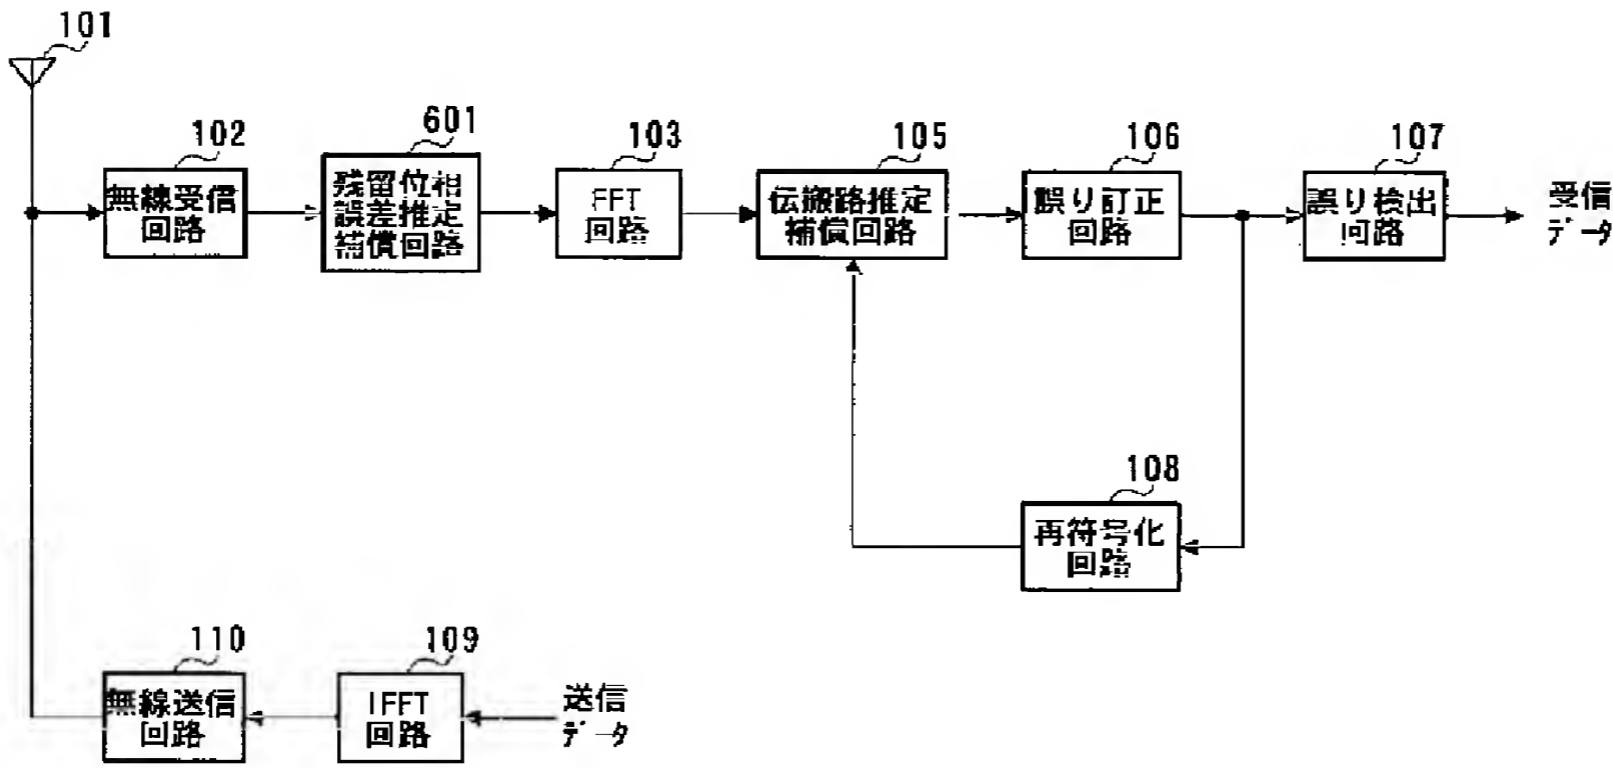 101
102
無線受信
回路
601
残留位相
誤差推定
補償回路
103
FFT
回路
105
伝搬路推定
補償回路
106
誤り訂正
回路
107
誤り検出
回路
受信
データ
108
再符号化
回路
110
無線送信
回路
109
IFFT
回路
送信
データ